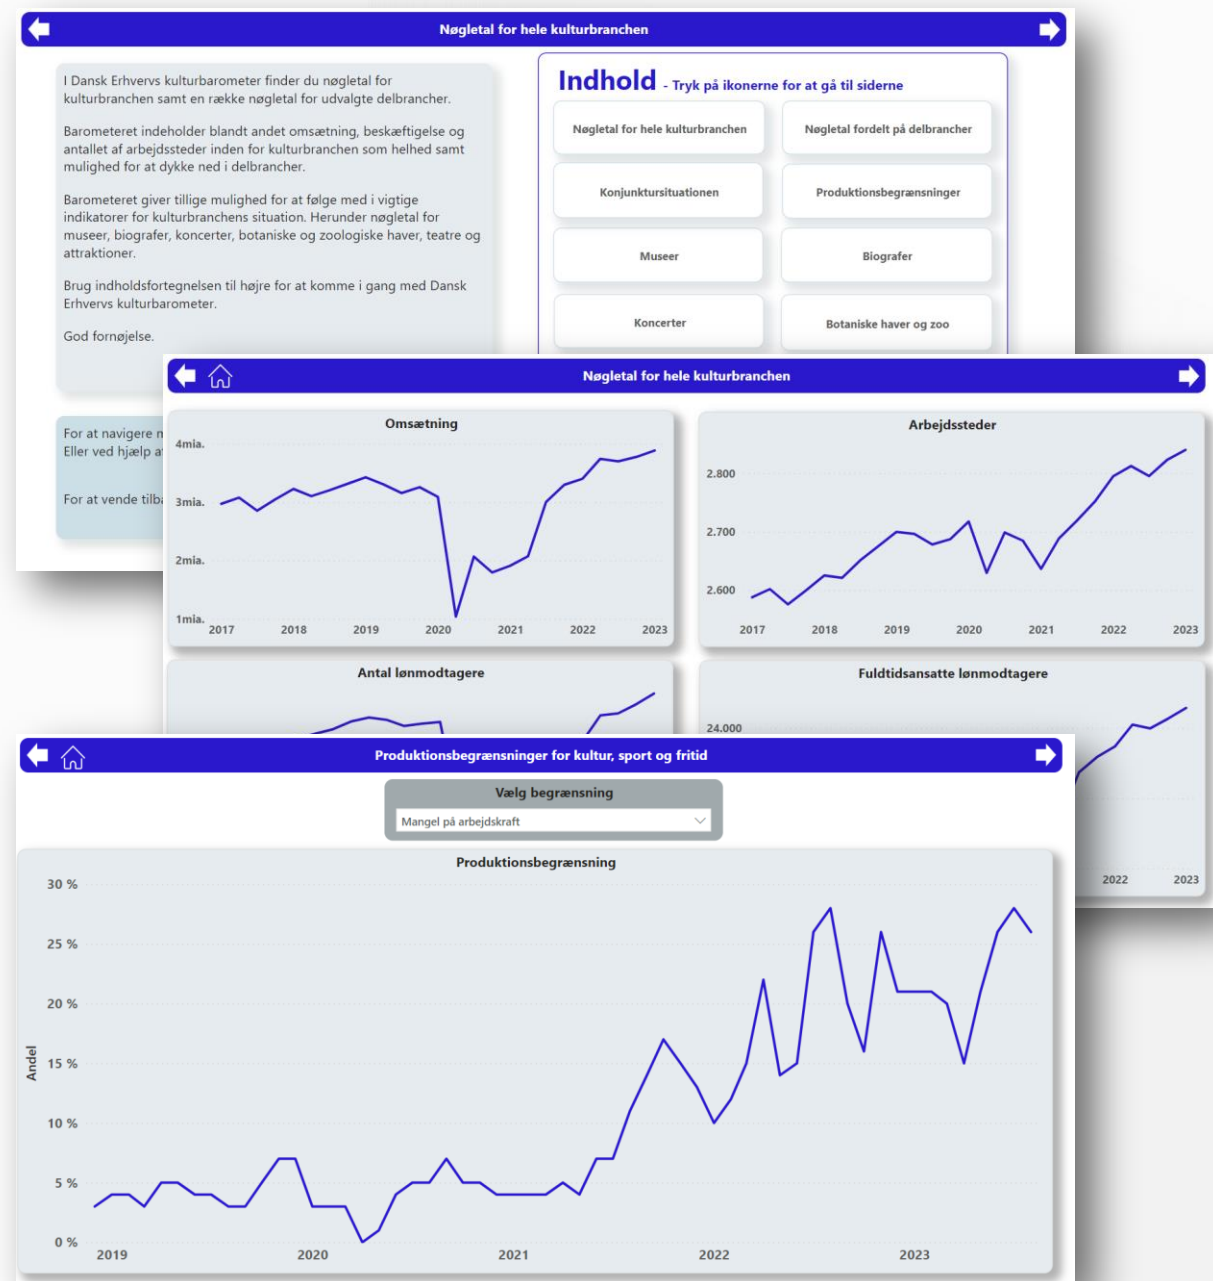 Nøgletal for hele kulturbranchen
I Dansk Erhvervs kulturbarometer finder du nøgletal for
kulturbranchen samt en række nøgletal for udvalgte delbrancher.
Barometeret indeholder blandt andet omsætning, beskæftigelse og
antallet af arbejdssteder inden for kulturbranchen som helhed samt
mulighed for at dykke ned i delbrancher.
Barometeret giver tillige mulighed for at følge med i vigtige
indikatorer for kulturbranchens situation. Herunder nøgletal for
museer, biografer, koncerter, botaniske og zoologiske haver, teatre og
attraktioner.
Brug indholdsfortegnelsen til højre for at komme i gang med Dansk
Erhvervs kulturbarometer.
God fornøjelse.
Indhold - Tryk på ikonerne for at gå til siderne
Nøgletal for hele kulturbranchen
Nøgletal fordelt på delbrancher
Konjunktursituationen
Produktionsbegrænsninger
Museer
Biografer
Koncerter
Botaniske haver og zoo
For at navigere
Eller ved hjælp
For at vende
Nøgletal for hele kulturbranchen
Omsætning
4mia.
3mia.
2mia.
1mia.
2017 2018 2019 2020 2021 2022 2023
Arbejdssteder
2.800
2.700
2.600
2017 2018 2019 2020 2021 2022 2023
Antal lønmodtagere
Fuldtidsansatte lønmodtagere
24.000
2022 2023
Produktionsbegrænsninger for kultur, sport og fritid
Vælg begrænsning
Mangel på arbejdskraft
Produktionsbegrænsning
30 %
25 %
20 %
15 %
10 %
5 %
0 %
Andel
2019 2020 2021 2022 2023